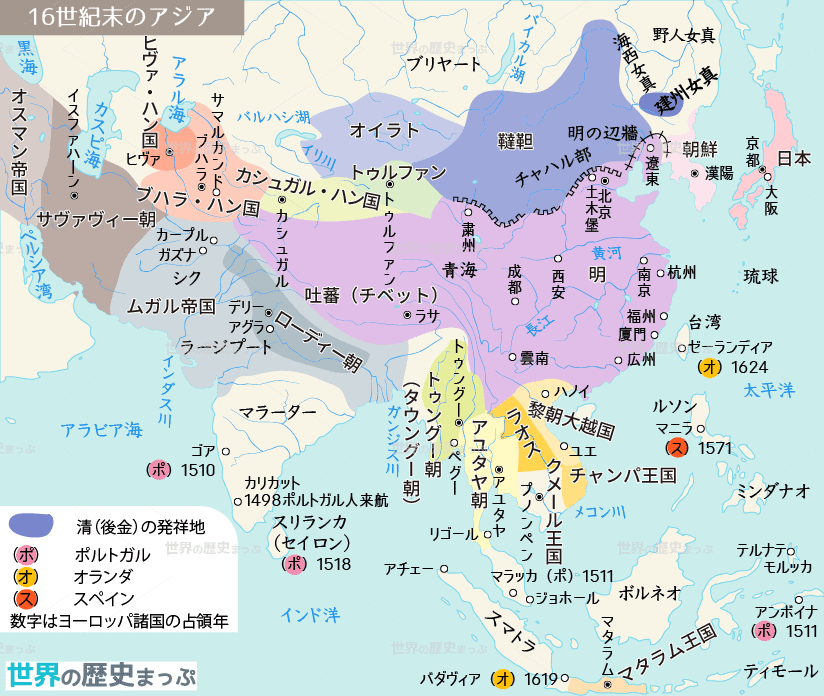 16世紀末のアジア
世界の歴史まっぷ
黒海
アラル海
ヒヴァ・ハン国
サマルカンド
バイカル湖
ブリヤート
海西女真
野人女真
建州女真
オスマン帝国
イスファハーン
カスピ海
ヒヴァ
ブハラ
バルハシ湖
イリ川
オイラト
韃靼
明の辺牆
チャハル部
遼東
朝鮮
漢陽
京都
大阪
日本
サヴァヴィー朝
ブハラ・ハン国
カシュガル・ハン国
トゥルファン
カシュガル
トゥルファン
土木堡
北京
粛州
青海
黄河
ペルシア湾
カーブル
ガズナ
シク
ムガル帝国
デリー
アグラ
ラージプート
ローディー朝
吐蕃（チベット）
ラサ
成都
西安
明
南京
杭州
琉球
長江
福州
廈門
広州
雲南
台湾
ゼーランディア
(オ) 1624
太平洋
インダス川
アラビア海
マラーター
ゴア
(ポ) 1510
カリカット
1498ポルトガル人来航
スリランカ
(セイロン)
(ポ) 1518
ガンジス川
トゥングー朝
(タウングー朝)
トゥングー
ペグー
アユタヤ朝
アユタヤ
ラオス
ハノイ
黎朝大越国
ユエ
チャンパ王国
クメール王国
プノンペン
メコン川
ルソン
マニラ
(ス) 1571
ミンダナオ
リゴール
アチェー
マラッカ (ポ) 1511
ジョホール
ボルネオ
テルナテ
モルッカ
アンボイナ
(ポ) 1511
スマトラ
マタラム
マタラム王国
ティモール
バダヴィア (オ) 1619
インド洋
清(後金)の発祥地
(ポ) ポルトガル
(オ) オランダ
(ス) スペイン
数字はヨーロッパ諸国の占領年
世界の歴史まっぷ